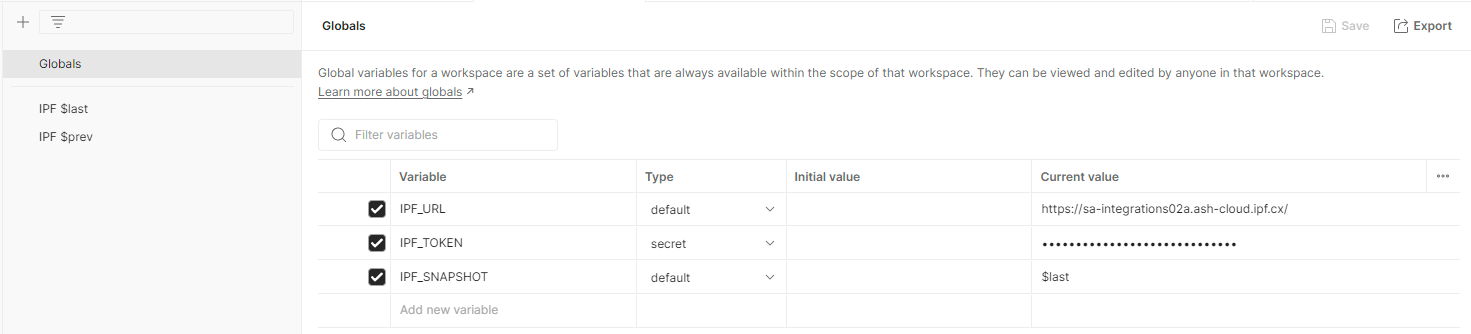 Globals
Save
Export
Globals
Global variables for a workspace are a set of variables that are always available within the scope of that workspace. They can be viewed and edited by anyone in that workspace.
Learn more about globals ↗
IPF $last
IPF $prev
Filter variables
Variable Type Initial value Current value
IPF_URL default https://sa-integrations02a.ash-cloud.ipf.cx/
IPF_TOKEN secret •••••••••••••••••••••••••••••
IPF_SNAPSHOT default $last
Add new variable